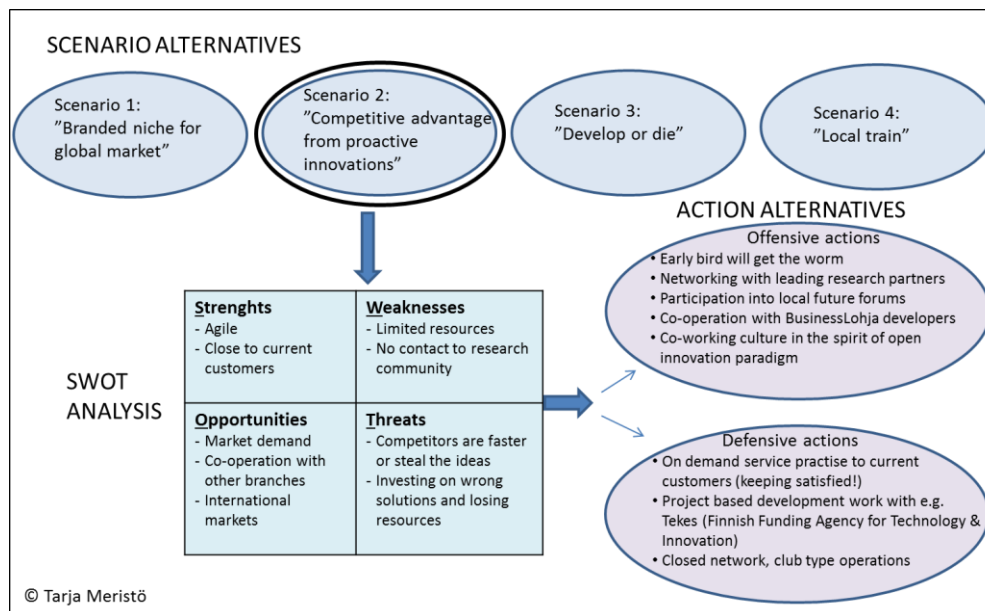 SCENARIO ALTERNATIVES
Scenario 1:
”Branded niche for
global market”
Scenario 2:
”Competitive advantage
from proactive
innovations”
Scenario 3:
”Develop or die”
Scenario 4:
”Local train”
SWOT
ANALYSIS
Strenghts
- Agile
- Close to current
customers
Weaknesses
- Limited resources
- No contact to research
community
Opportunities
- Market demand
- Co-operation with
other branches
- International
markets
Threats
- Competitors are faster
or steal the ideas
- Investing on wrong
solutions and losing
resources
ACTION ALTERNATIVES
Offensive actions
• Early bird will get the worm
• Networking with leading research partners
• Participation into local future forums
• Co-operation with BusinessLohja developers
• Co-working culture in the spirit of open
innovation paradigm
Defensive actions
• On demand service practise to current
customers (keeping satisfied!)
• Project based development work with e.g.
Tekes (Finnish Funding Agency for Technology &
Innovation)
• Closed network, club type operations
© Tarja Meristö